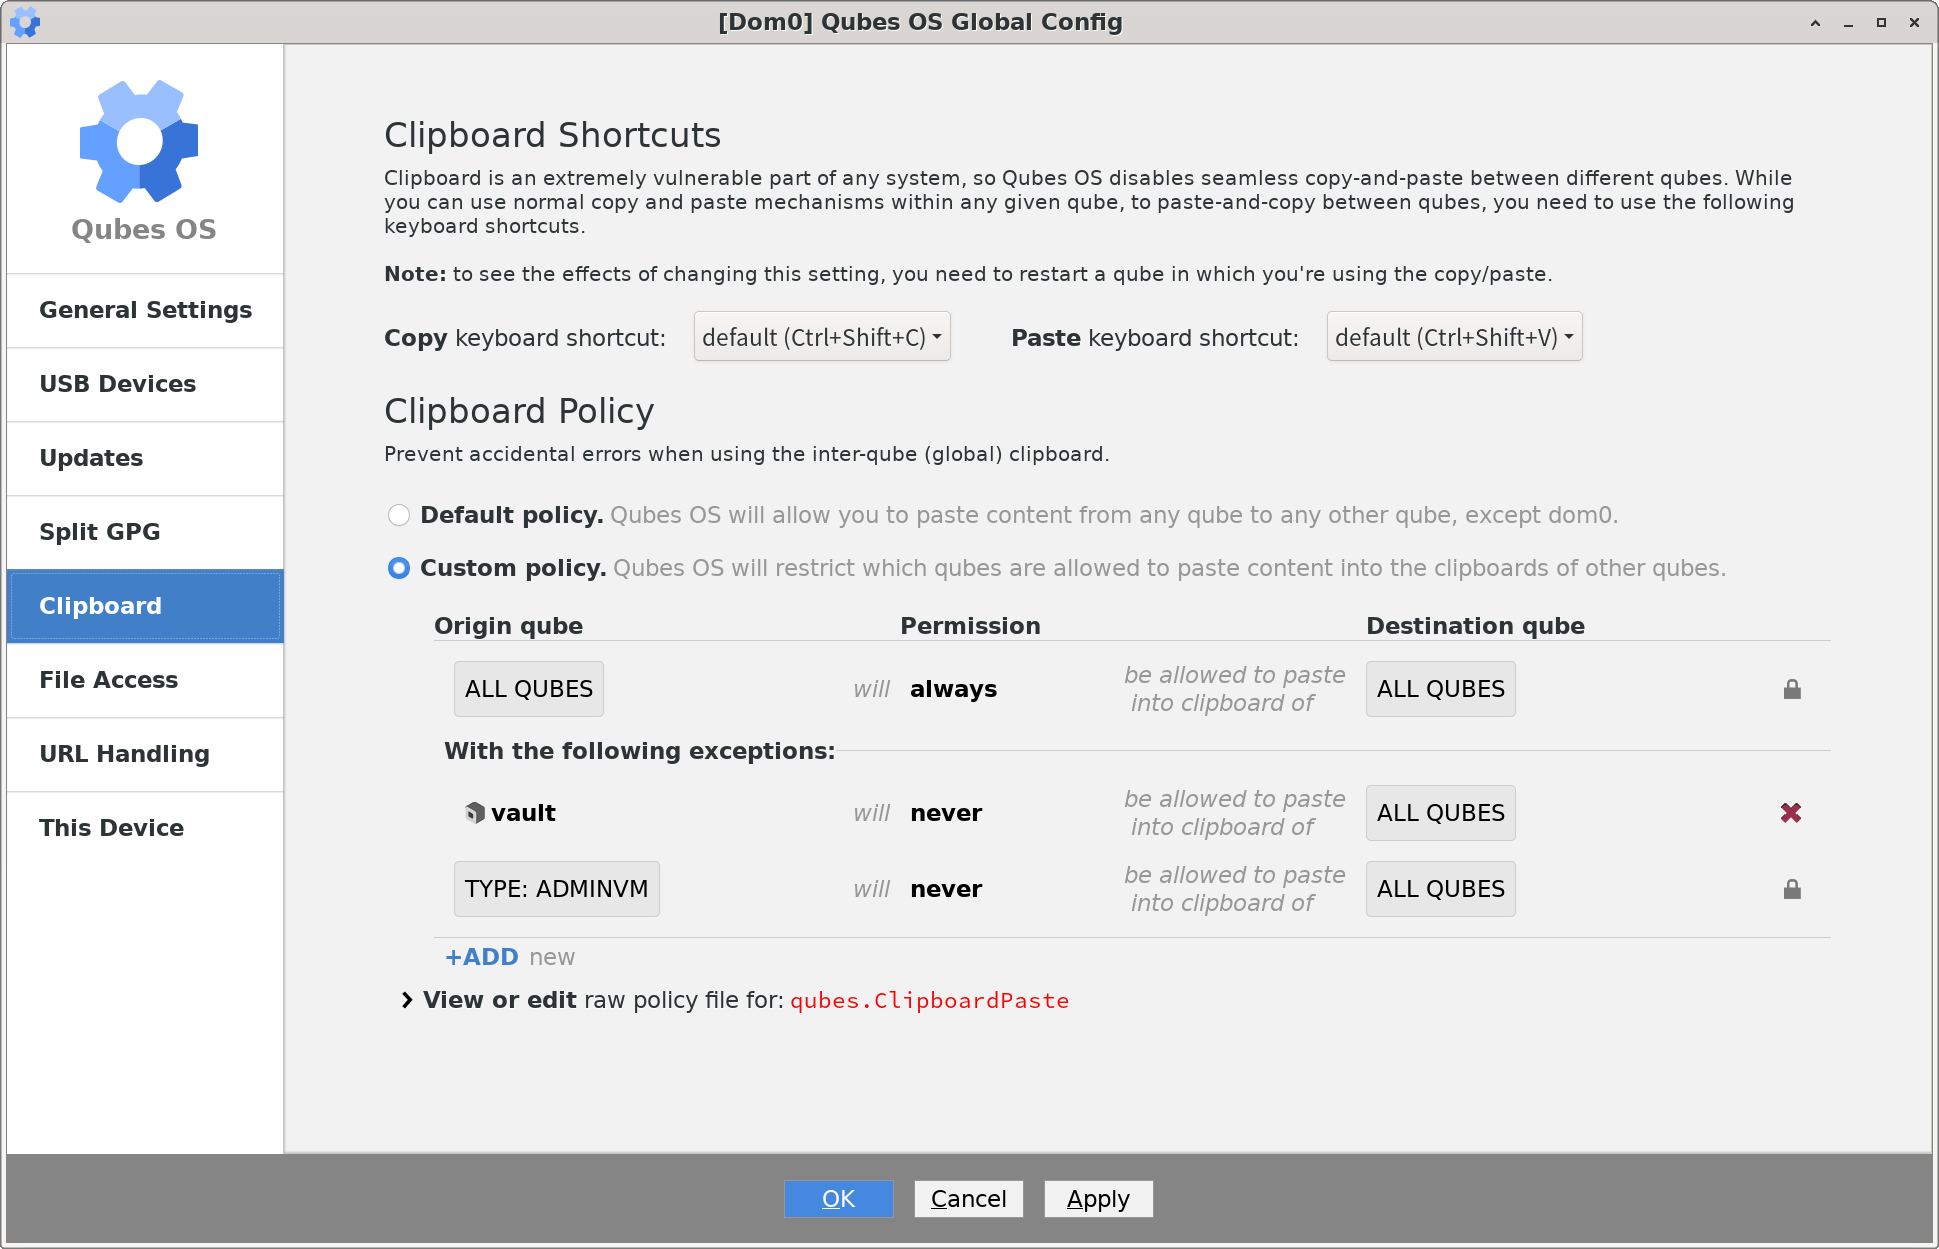 [Dom0] Qubes OS Global Config
Qubes OS
General Settings
USB Devices
Updates
Split GPG
Clipboard
File Access
URL Handling
This Device
Clipboard Shortcuts
Clipboard is an extremely vulnerable part of any system, so Qubes OS disables seamless copy-and-paste between different qubes. While
you can use normal copy and paste mechanisms within any given qube, to paste-and-copy between qubes, you need to use the following
keyboard shortcuts.
Note: to see the effects of changing this setting, you need to restart a qube in which you're using the copy/paste.
Copy keyboard shortcut: default (Ctrl+Shift+C) Paste keyboard shortcut: default (Ctrl+Shift+V)
Clipboard Policy
Prevent accidental errors when using the inter-qube (global) clipboard.
Default policy. Qubes OS will allow you to paste content from any qube to any other qube, except dom0.
Custom policy. Qubes OS will restrict which qubes are allowed to paste content into the clipboards of other qubes.
Origin qube Permission Destination qube
ALL QUBES will always be allowed to paste into clipboard of ALL QUBES
With the following exceptions:
vault will never be allowed to paste into clipboard of ALL QUBES
TYPE: ADMINVM will never be allowed to paste into clipboard of ALL QUBES
+ADD new
View or edit raw policy file for: qubes.ClipboardPaste
OK Cancel Apply